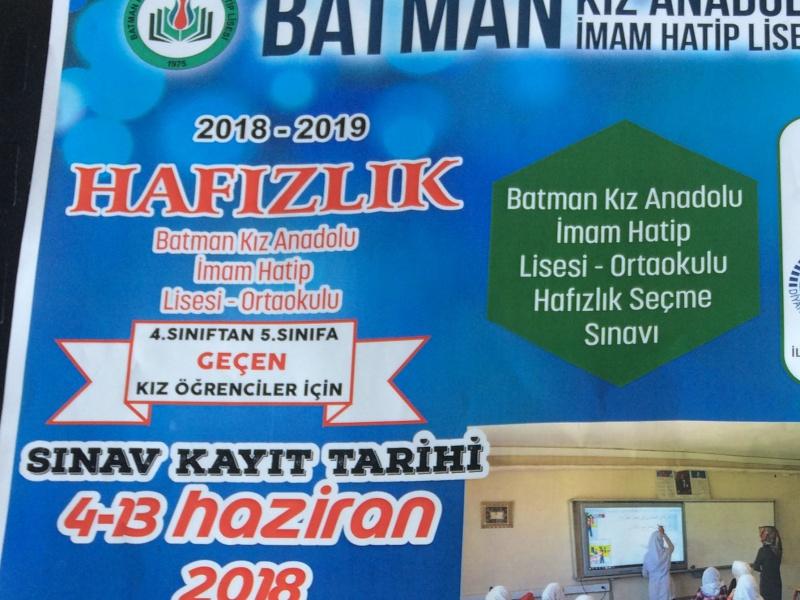 BATMAN
KIZ ANADOLU
İMAM HATİP LİSE
1975
2018 - 2019
HAFIZLIK
Batman Kız Anadolu
İmam Hatip
Lisesi - Ortaokulu
4.SINIFTAN 5.SINIFA
GEÇEN
KIZ ÖĞRENCİLER İÇİN
SINAV KAYIT TARİHİ
4-13 haziran
2018
Batman Kız Anadolu
İmam Hatip
Lisesi - Ortaokulu
Hafızlık Seçme
Sınavı